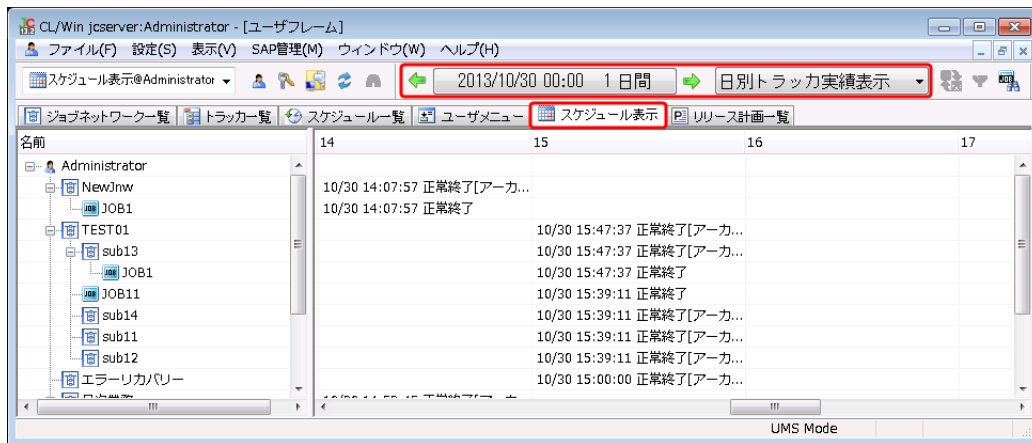 CL/Win jcserver:Administrator - [ユーザフレーム]
ファイル(F) 設定(S) 表示(V) SAP管理(M) ウィンドウ(W) ヘルプ(H)
スケジュール表示@Administrator 2013/10/30 00:00 1 日間 日別トラッカ実績表示
ジョブネットワーク一覧 トラッカ一覧 スケジュール一覧 ユーザメニュー スケジュール表示 リリース計画一覧
名前 14 15 16 17
Administrator
NewJnw 10/30 14:07:57 正常終了[アーカ...
JOB1 10/30 14:07:57 正常終了
TEST01 10/30 15:47:37 正常終了[アーカ...
sub13 10/30 15:47:37 正常終了[アーカ...
JOB1 10/30 15:47:37 正常終了
JOB11 10/30 15:39:11 正常終了
sub14 10/30 15:39:11 正常終了[アーカ...
sub11 10/30 15:39:11 正常終了[アーカ...
sub12 10/30 15:39:11 正常終了[アーカ...
エラーリカバリー 10/30 15:00:00 正常終了[アーカ...
UMS Mode